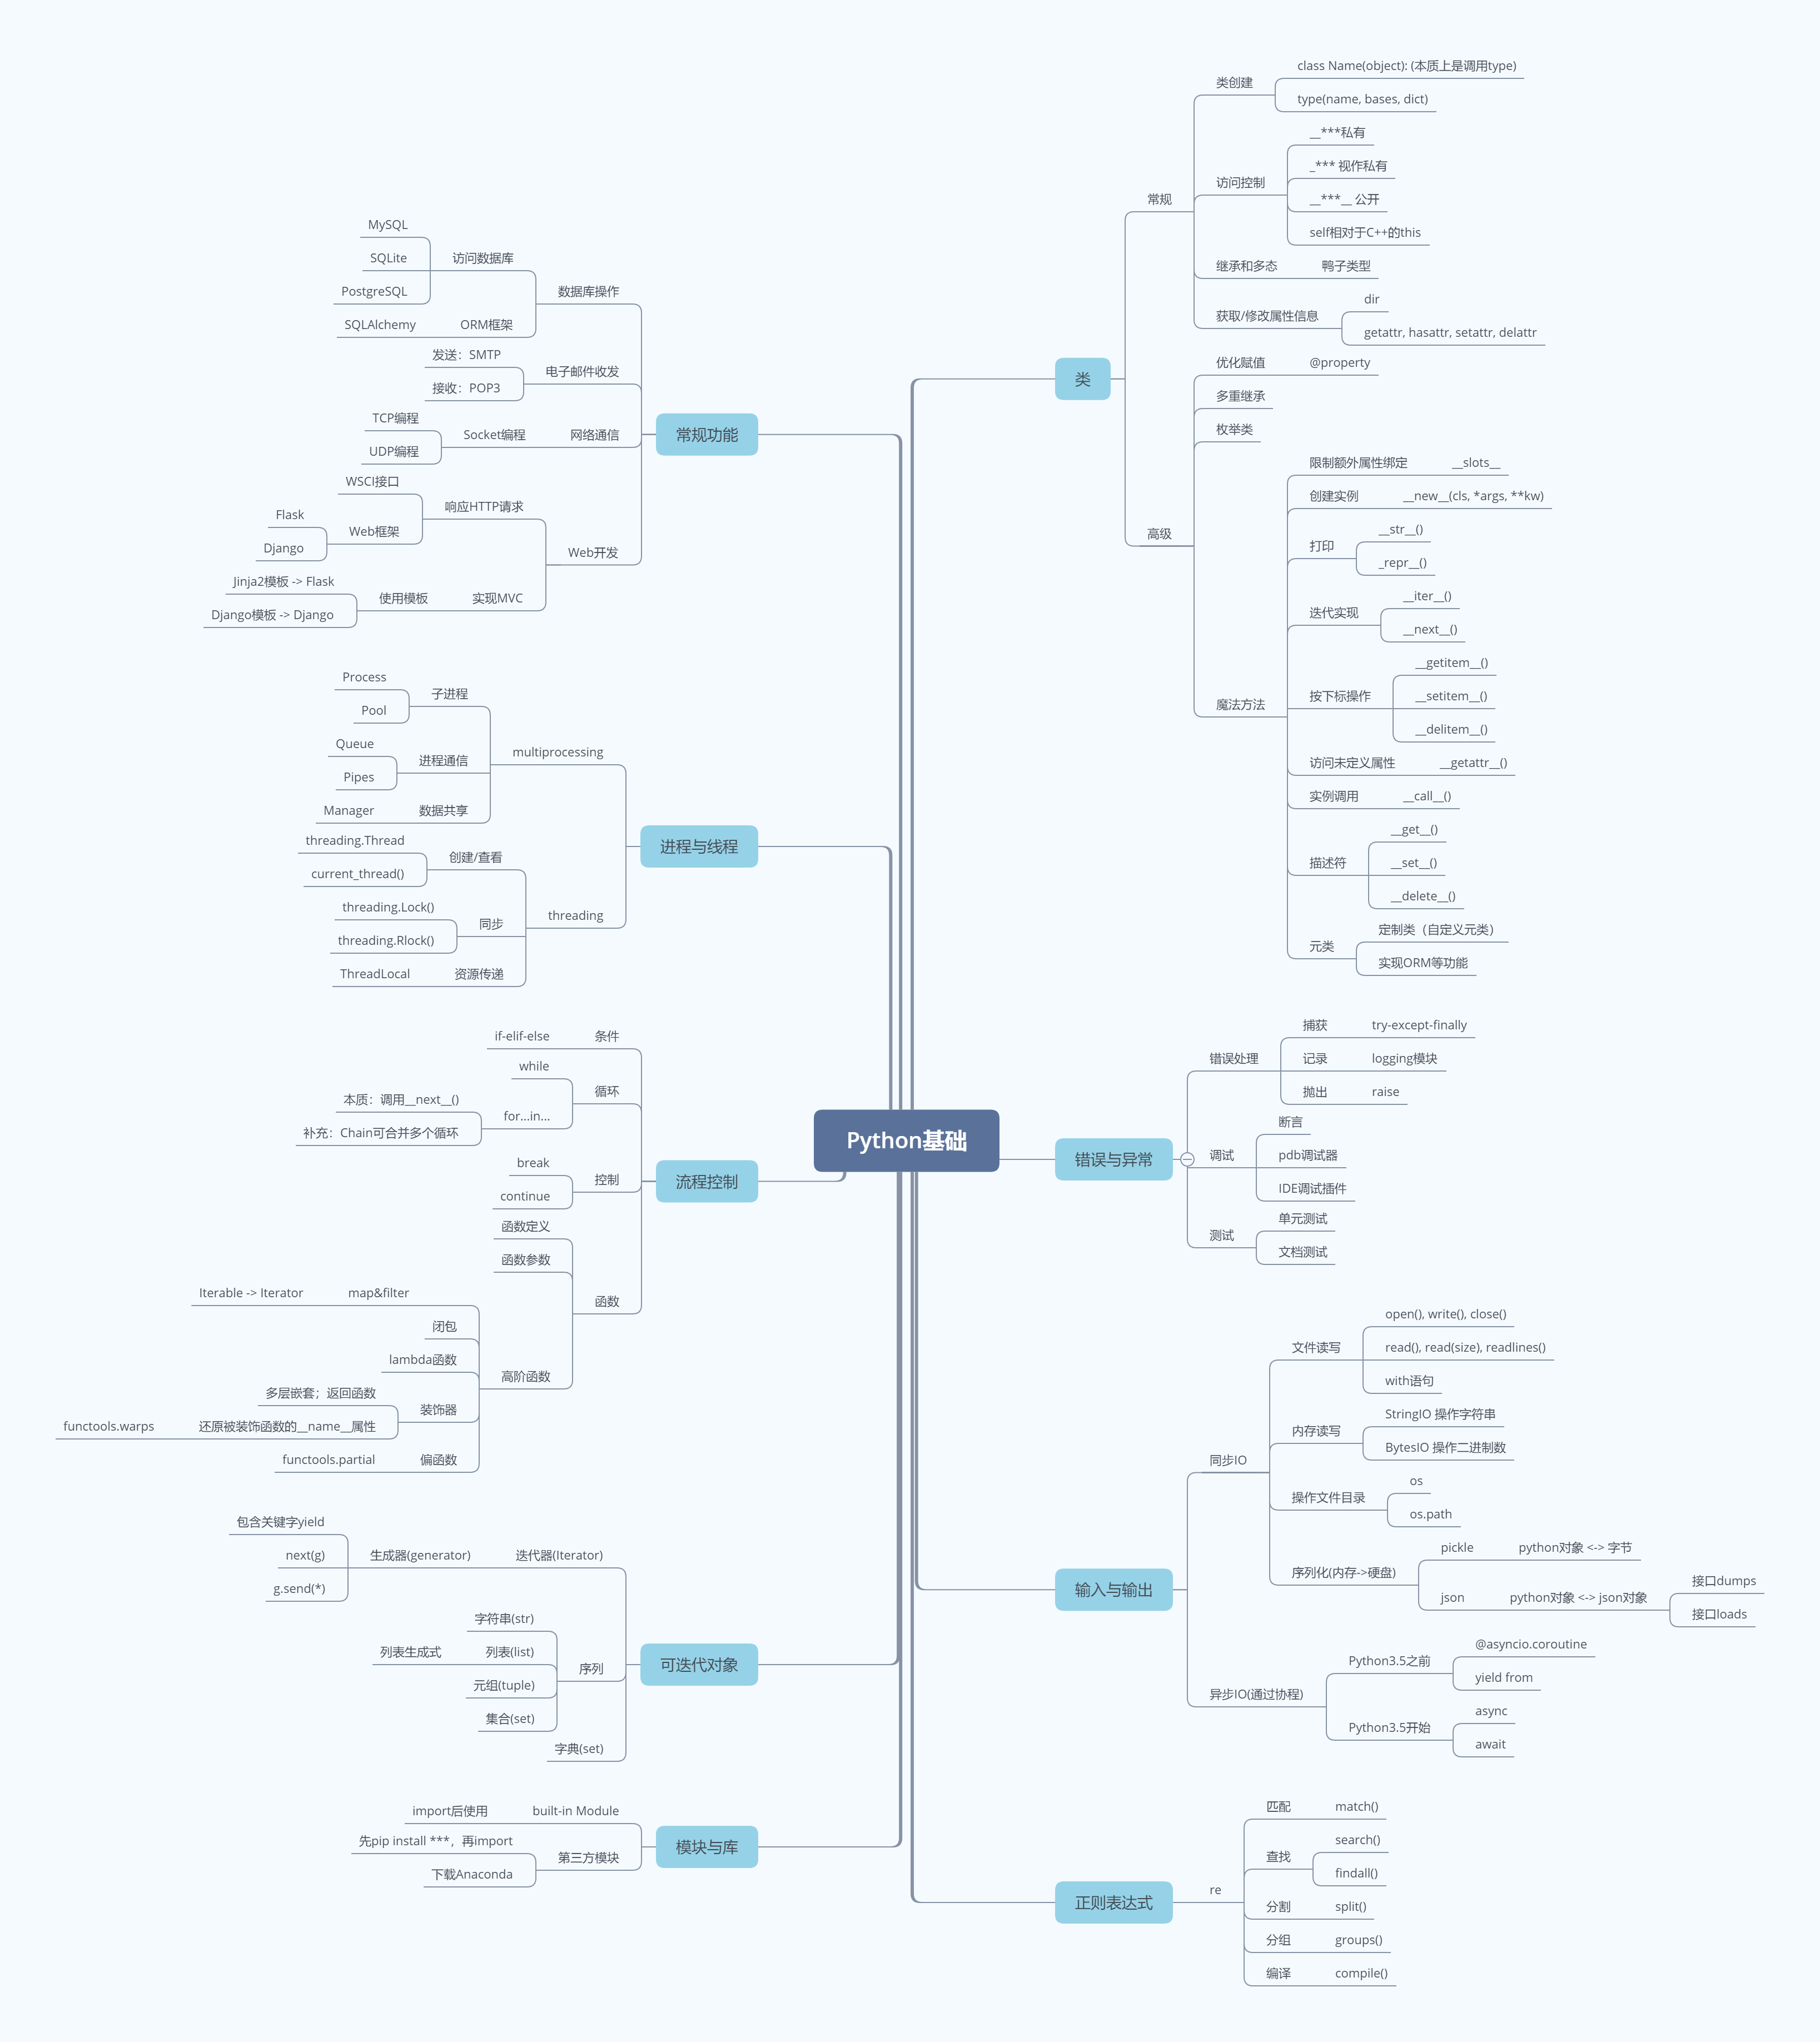 Python基础
类
常规
类创建
class Name(object): (本质上是调用type)
type(name, bases, dict)
访问控制
__***私有
_*** 视作私有
__***__ 公开
self相对于C++的this
继承和多态
鸭子类型
获取/修改属性信息
dir
getattr, hasattr, setattr, delattr
高级
优化赋值
@property
多重继承
枚举类
魔法方法
限制额外属性绑定
__slots__
创建实例
__new__(cls, *args, **kw)
打印
__str__()
_repr__()
迭代实现
__iter__()
__next__()
按下标操作
__getitem__()
__setitem__()
__delitem__()
访问未定义属性
__getattr__()
实例调用
__call__()
描述符
__get__()
__set__()
__delete__()
元类
定制类（自定义元类）
实现ORM等功能
错误与异常
错误处理
捕获
try-except-finally
记录
logging模块
抛出
raise
调试
断言
pdb调试器
IDE调试插件
测试
单元测试
文档测试
输入与输出
同步IO
文件读写
open(), write(), close()
read(), read(size), readlines()
with语句
内存读写
StringIO 操作字符串
BytesIO 操作二进制数
操作文件目录
os
os.path
序列化(内存->硬盘)
pickle
python对象 <-> 字节
json
python对象 <-> json对象
接口dumps
接口loads
异步IO(通过协程)
Python3.5之前
@asyncio.coroutine
yield from
Python3.5开始
async
await
正则表达式
re
匹配
match()
查找
search()
findall()
分割
split()
分组
groups()
编译
compile()
常规功能
数据库操作
访问数据库
MySQL
SQLite
PostgreSQL
ORM框架
SQLAlchemy
电子邮件收发
发送：SMTP
接收：POP3
网络通信
Socket编程
TCP编程
UDP编程
Web开发
响应HTTP请求
WSCI接口
Web框架
Flask
Django
实现MVC
使用模板
Jinja2模板 -> Flask
Django模板 -> Django
进程与线程
multiprocessing
子进程
Process
Pool
进程通信
Queue
Pipes
数据共享
Manager
threading
创建/查看
threading.Thread
current_thread()
同步
threading.Lock()
threading.Rlock()
资源传递
ThreadLocal
流程控制
条件
if-elif-else
循环
while
for...in...
本质：调用__next__()
补充：Chain可合并多个循环
控制
break
continue
函数
函数定义
函数参数
高阶函数
map&filter
Iterable -> Iterator
闭包
lambda函数
装饰器
多层嵌套；返回函数
还原被装饰函数的__name__属性
functools.warps
偏函数
functools.partial
可迭代对象
迭代器(Iterator)
生成器(generator)
包含关键字yield
next(g)
g.send(*)
序列
字符串(str)
列表(list)
列表生成式
元组(tuple)
集合(set)
字典(set)
模块与库
built-in Module
import后使用
第三方模块
先pip install ***，再import
下载Anaconda